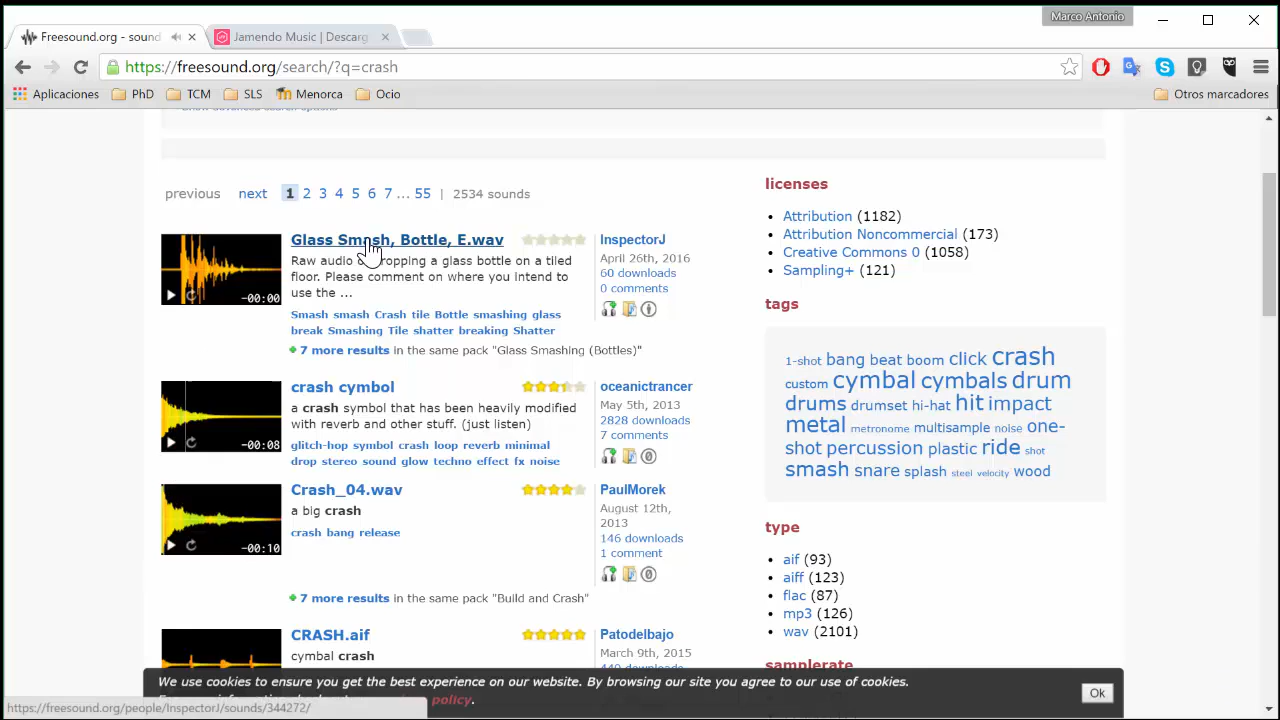 Marco Antonio
Freesound.org - sound
Jamendo Music | Descarg
https://freesound.org/search/?q=crash
Aplicaciones PhD TCM SLS Menorca Ocio Otros marcadores
previous next 1 2 3 4 5 6 7 ... 55 | 2534 sounds
Glass Smash, Bottle, E.wav
Raw audio dropping a glass bottle on a tiled
floor. Please comment on where you intend to
use the ...
Smash smash Crash tile Bottle smashing glass
break Smashing Tile shatter breaking Shatter
7 more results in the same pack "Glass Smashing (Bottles)"
-00:00
InspectorJ
April 26th, 2016
60 downloads
0 comments
crash cymbol
a crash symbol that has been heavily modified
with reverb and other stuff. (just listen)
glitch-hop symbol crash loop reverb minimal
drop stereo sound glow techno effect fx noise
-00:08
oceanictrancer
May 5th, 2013
2828 downloads
7 comments
Crash_04.wav
a big crash
crash bang release
-00:10
7 more results in the same pack "Build and Crash"
PaulMorek
August 12th,
2013
146 downloads
1 comment
CRASH.aif
cymbal crash
Patodelbajo
March 9th, 2015
licenses
Attribution (1182)
Attribution Noncommercial (173)
Creative Commons 0 (1058)
Sampling+ (121)
tags
1-shot bang beat boom click crash
custom cymbal cymbals drum
drums drumset hi-hat hit impact
metal metronome multisample noise one-
shot percussion plastic ride shot
smash snare splash steel velocity wood
type
aif (93)
aiff (123)
flac (87)
mp3 (126)
wav (2101)
samplerate
We use cookies to ensure you get the best experience on our website. By browsing our site you agree to our use of cookies.
policy.
Ok
https://freesound.org/people/InspectorJ/sounds/344272/